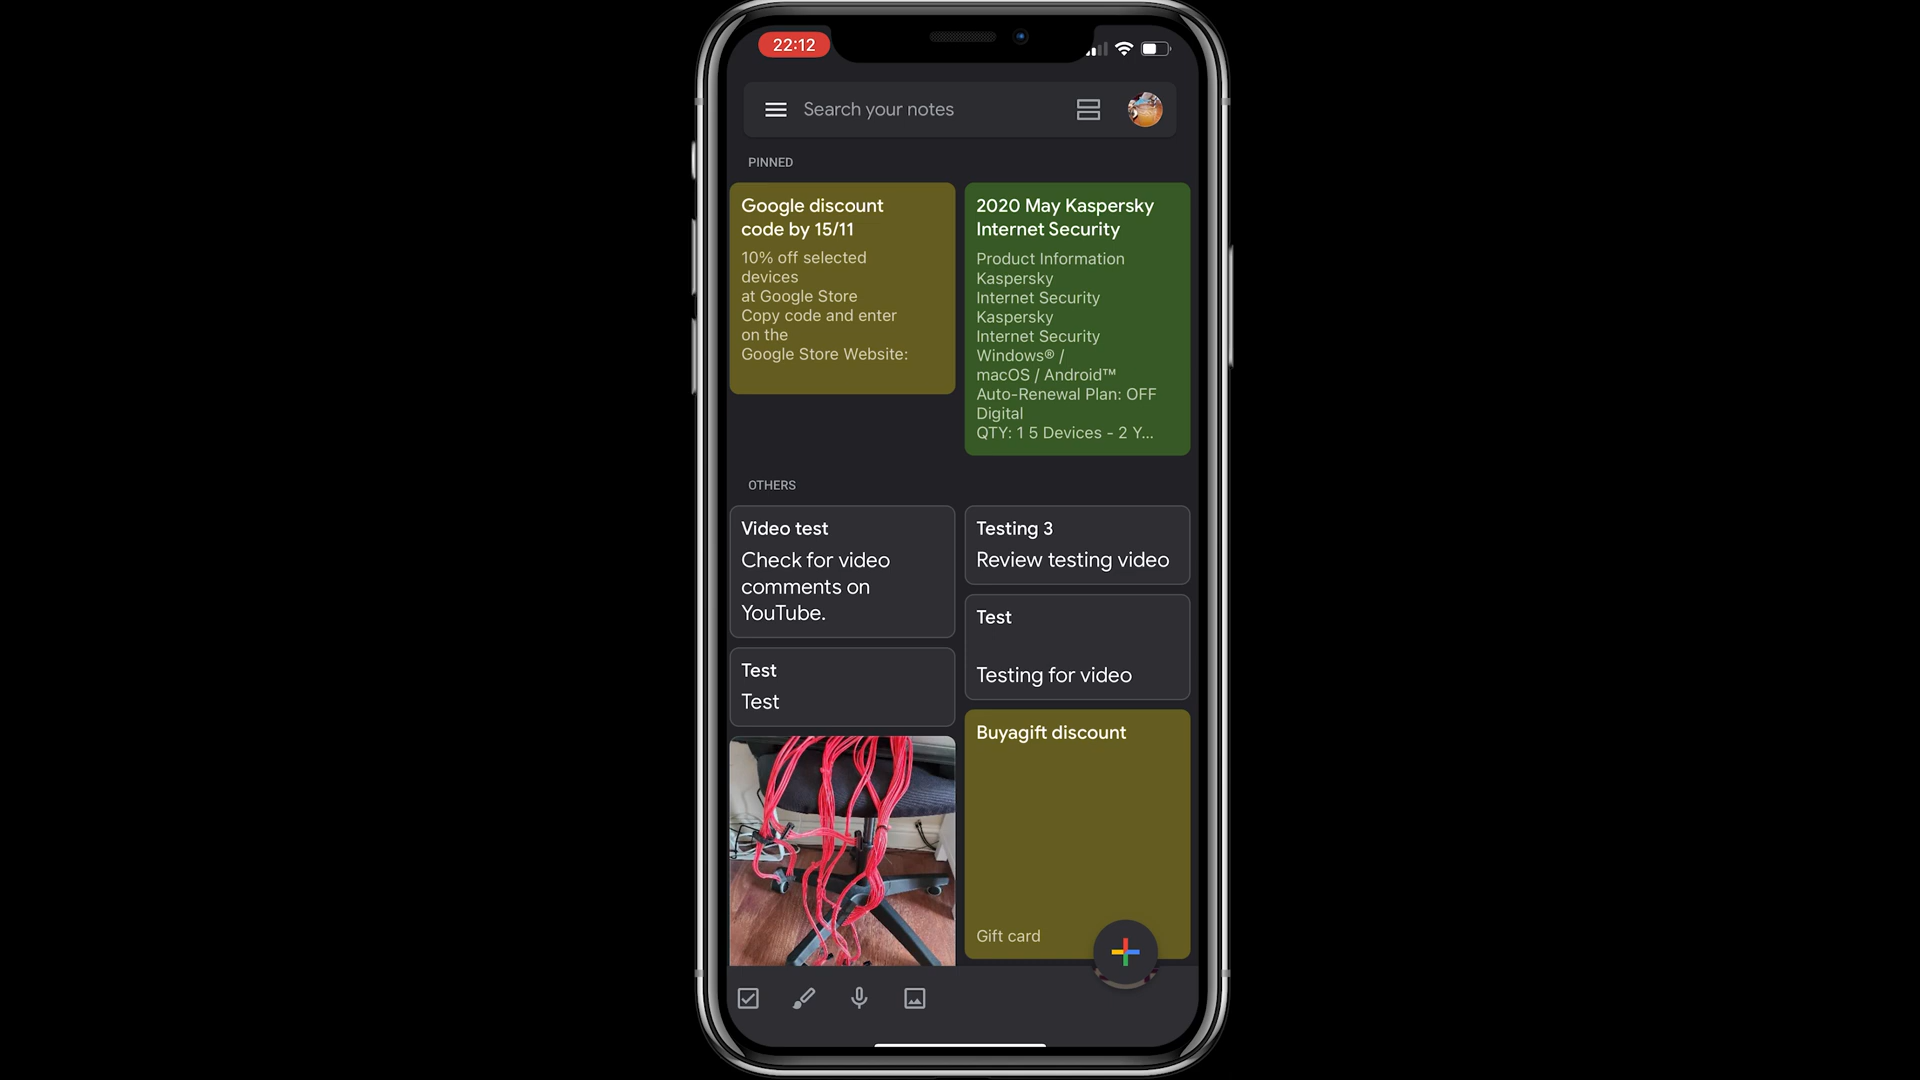 22:12
Search your notes
PINNED
Google discount
code by 15/11
10% off selected
devices
at Google Store
Copy code and enter
on the
Google Store Website:
2020 May Kaspersky
Internet Security
Product Information
Kaspersky
Internet Security
Kaspersky
Internet Security
Windows® /
macOS / Android™
Auto-Renewal Plan: OFF
Digital
QTY: 1 5 Devices - 2 Y...
OTHERS
Video test
Check for video
comments on
YouTube.
Testing 3
Review testing video
Test
Testing for video
Test
Test
Buyagift discount
Gift card